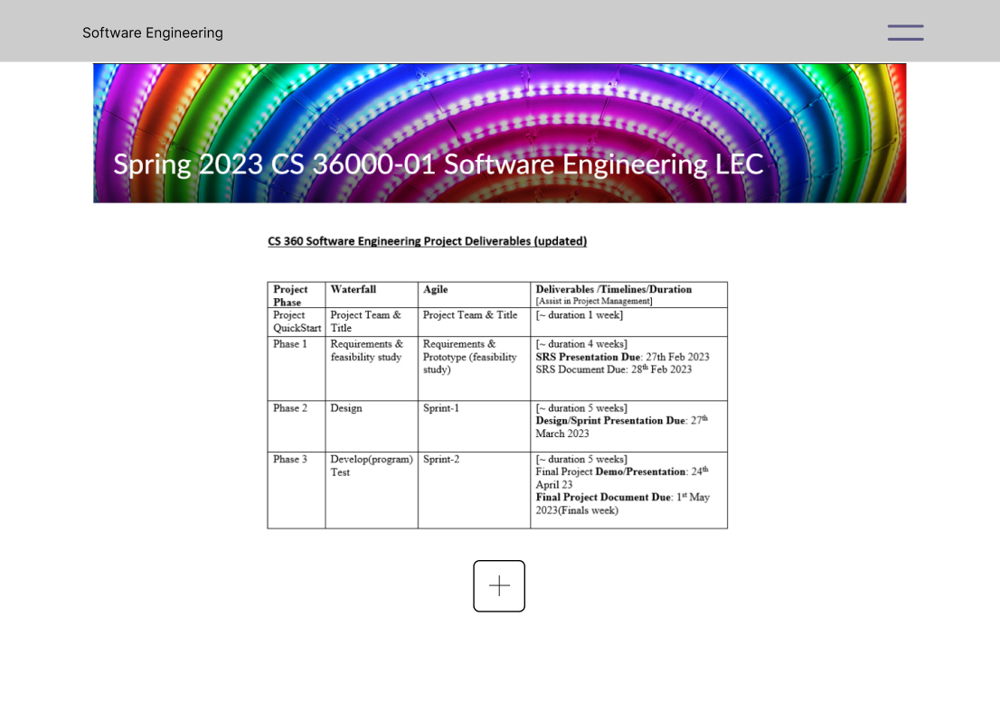 Software Engineering
Spring 2023 CS 36000-01 Software Engineering LEC
CS 360 Software Engineering Project Deliverables (updated)
Project Phase | Waterfall | Agile | Deliverables /Timelines/Duration [Assist in Project Management]
Project QuickStart | Project Team & Title | Project Team & Title | [~ duration 1 week]
Phase 1 | Requirements & feasibility study | Requirements & Prototype (feasibility study) | [~ duration 4 weeks]
SRS Presentation Due: 27th Feb 2023
SRS Document Due: 28th Feb 2023
Phase 2 | Design | Sprint-1 | [~ duration 5 weeks]
Design/Sprint Presentation Due: 27th
March 2023
Phase 3 | Develop(program) Test | Sprint-2 | [~ duration 5 weeks]
Final Project Demo/Presentation: 24th
April 23
Final Project Document Due: 1st May
2023(Finals week)